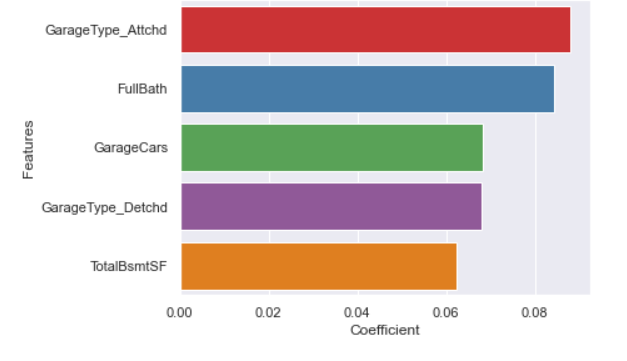 GarageType_Attchd
FullBath
GarageCars
GarageType_Detchd
TotalBsmtSF
Features
0.00 0.02 0.04 0.06 0.08
Coefficient